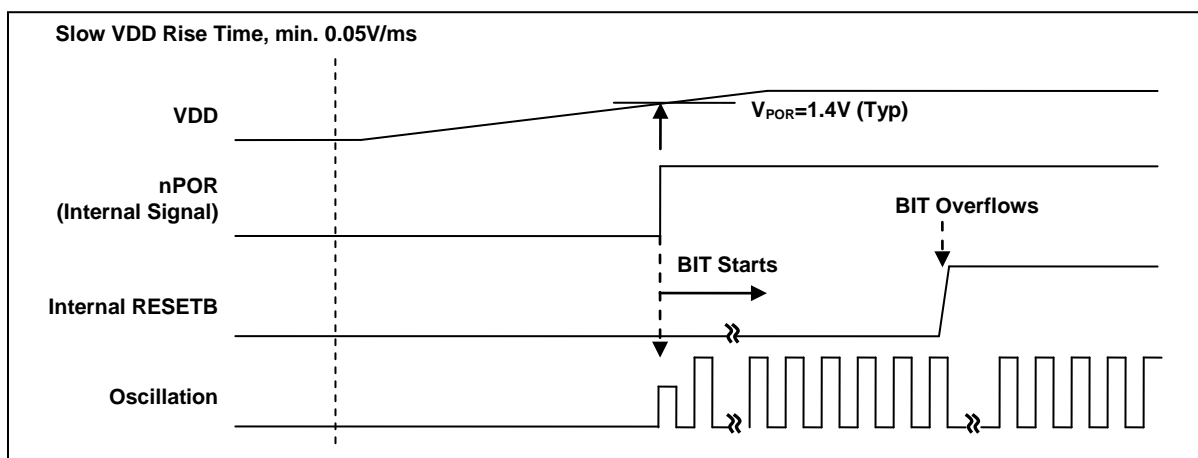 Slow VDD Rise Time, min. 0.05V/ms
VDD
VPOR=1.4V (Typ)
nPOR
(Internal Signal)
BIT Overflows
BIT Starts
Internal RESETB
Oscillation